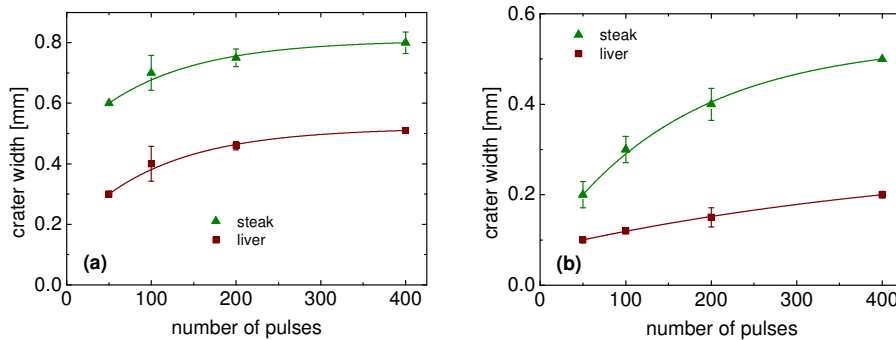 0.8
0.6
0.4
0.2
0.0
crater width [mm]
steak
liver
(a)
0 100 200 300 400
number of pulses
0.6
0.4
0.2
0.0
crater width [mm]
steak
liver
(b)
0 100 200 300 400
number of pulses